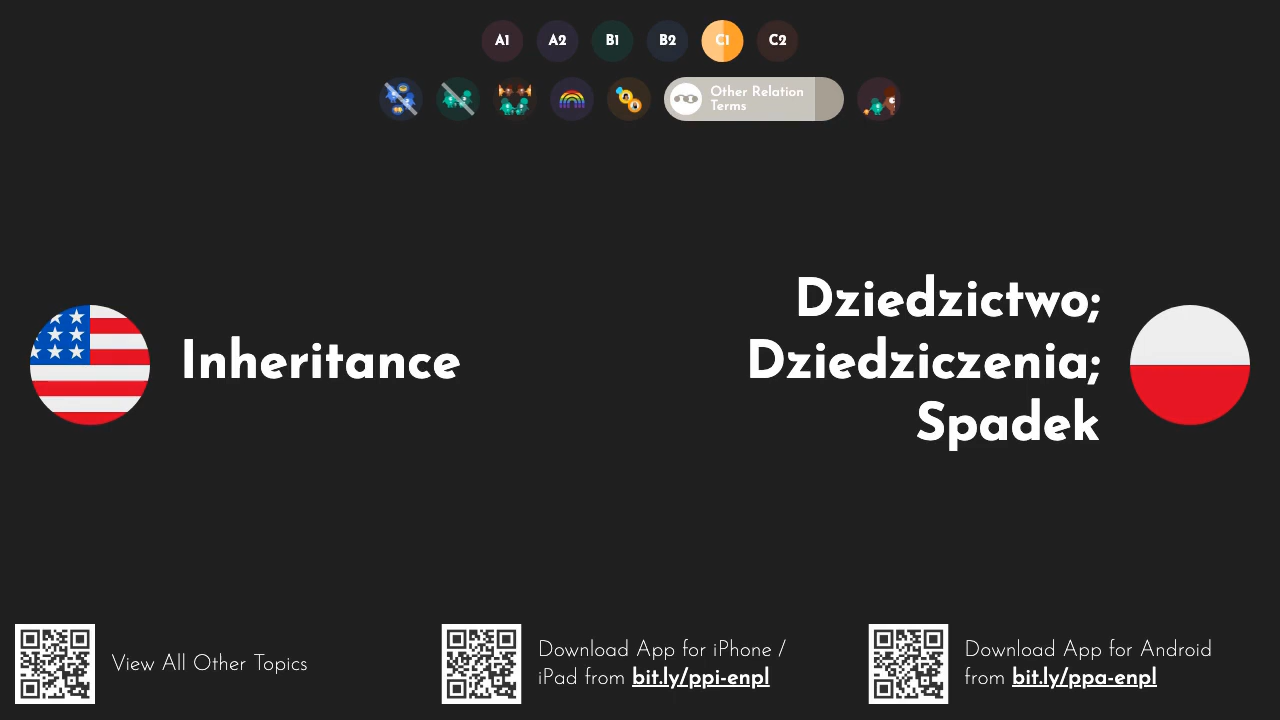 A1 A2 B1 B2 C1 C2
Other Relation
Terms
Inheritance
Dziedzictwo;
Dziedziczenia;
Spadek
View All Other Topics
Download App for iPhone /
iPad from bit.ly/ppi-enpl
Download App for Android
from bit.ly/ppa-enpl